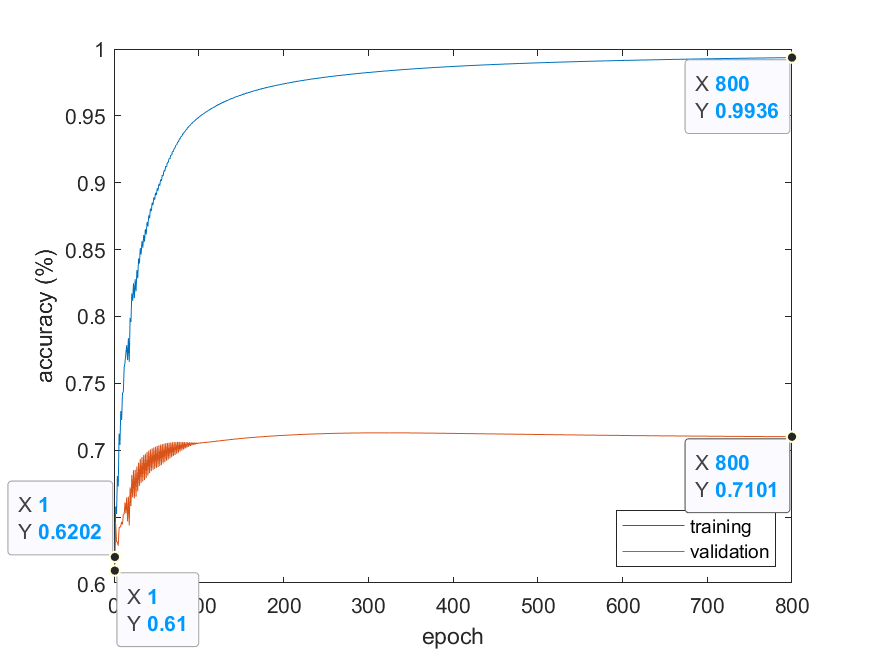 1
0.95
0.9
0.85
0.8
0.75
0.7
0.6
accuracy (%)
X 800
Y 0.9936
X 800
Y 0.7101
X 1
Y 0.6202
X 1
Y 0.61
training
validation
0 00 200 300 400 500 600 700 800
epoch